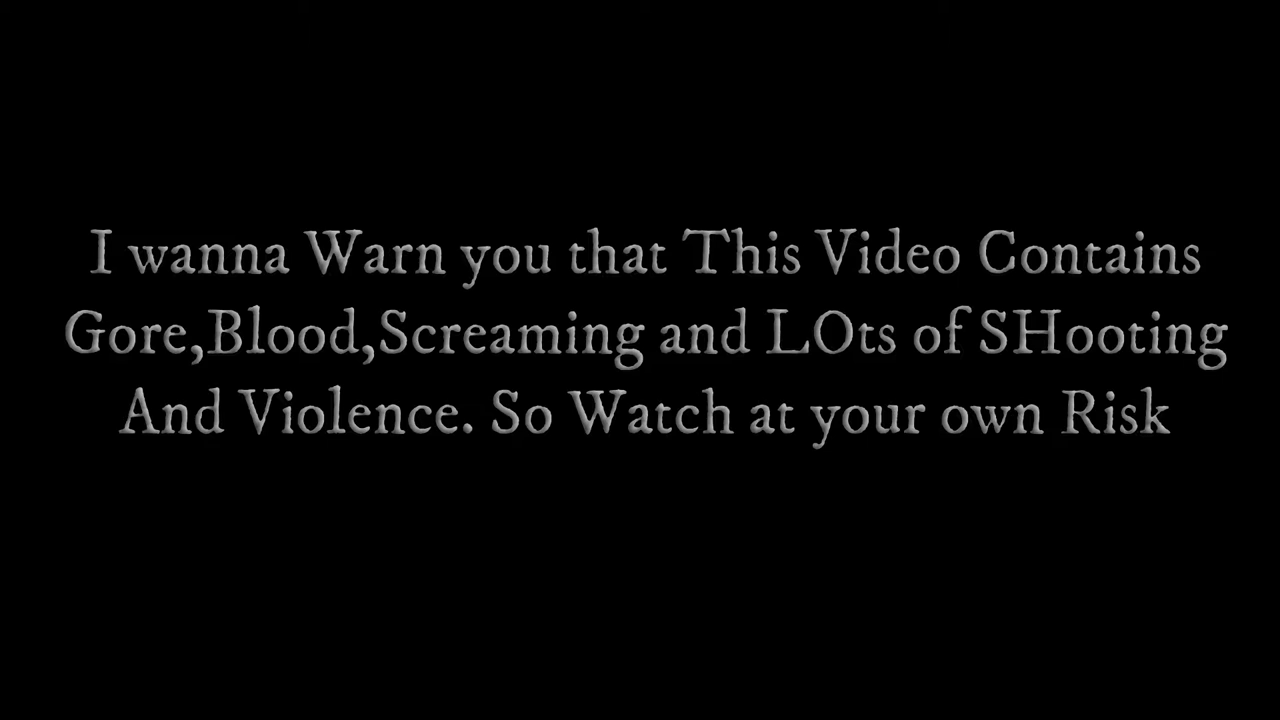 I wanna Warn you that This Video Contains
Gore,Blood,Screaming and LOts of SHooting
And Violence. So Watch at your own Risk